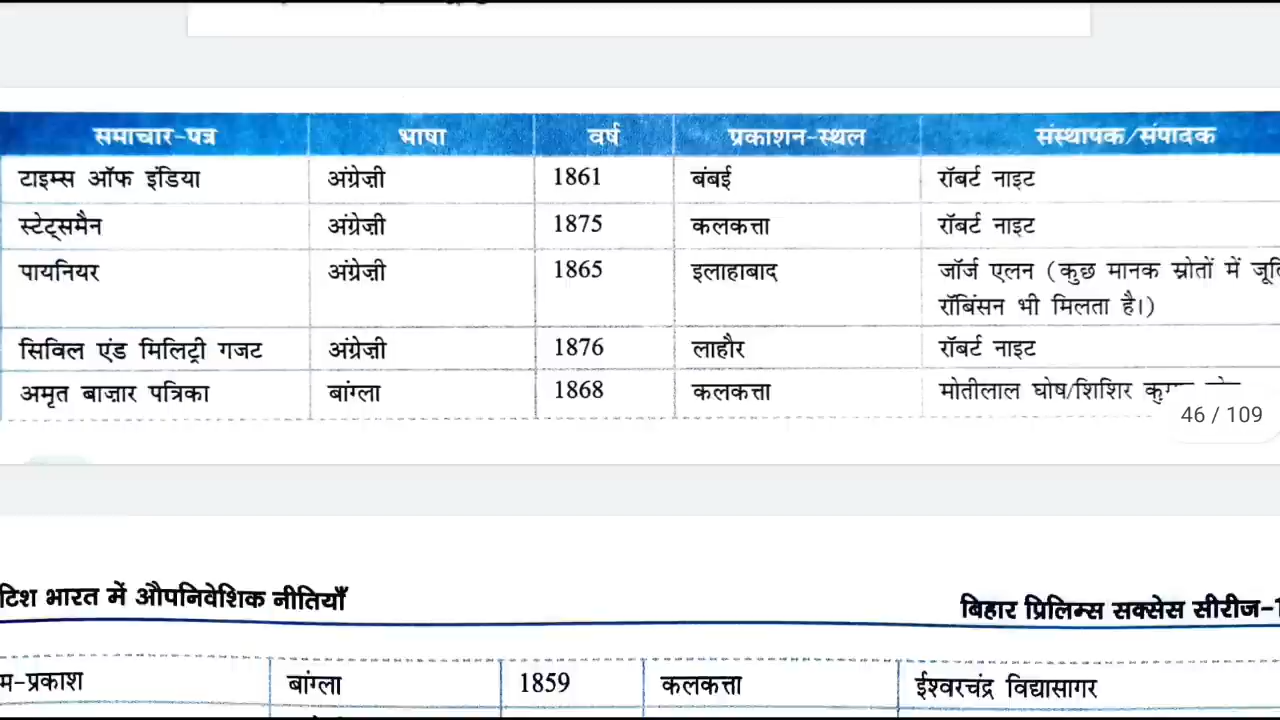 समाचार-पत्र भाषा वर्ष प्रकाशन-स्थल संस्थापक/संपादक
टाइम्स ऑफ इंडिया अंग्रेज़ी 1861 बंबई रॉबर्ट नाइट
स्टेट्समैन अंग्रेज़ी 1875 कलकत्ता रॉबर्ट नाइट
पायनियर अंग्रेज़ी 1865 इलाहाबाद जॉर्ज एलन (कुछ मानक स्रोतों में
रॉबिंसन भी मिलता है।)
सिविल एंड मिलिट्री गजट अंग्रेज़ी 1876 लाहौर रॉबर्ट नाइट
अमृत बाज़ार पत्रिका बांग्ला 1868 कलकत्ता मोतीलाल घोष/शिशिर
46 / 109
टिश भारत में औपनिवेशिक नीतियाँ बिहार प्रिलिम्स सक्सेस सीरीज-1
म-प्रकाश बांग्ला 1859 कलकत्ता ईश्वरचंद्र विद्यासागर